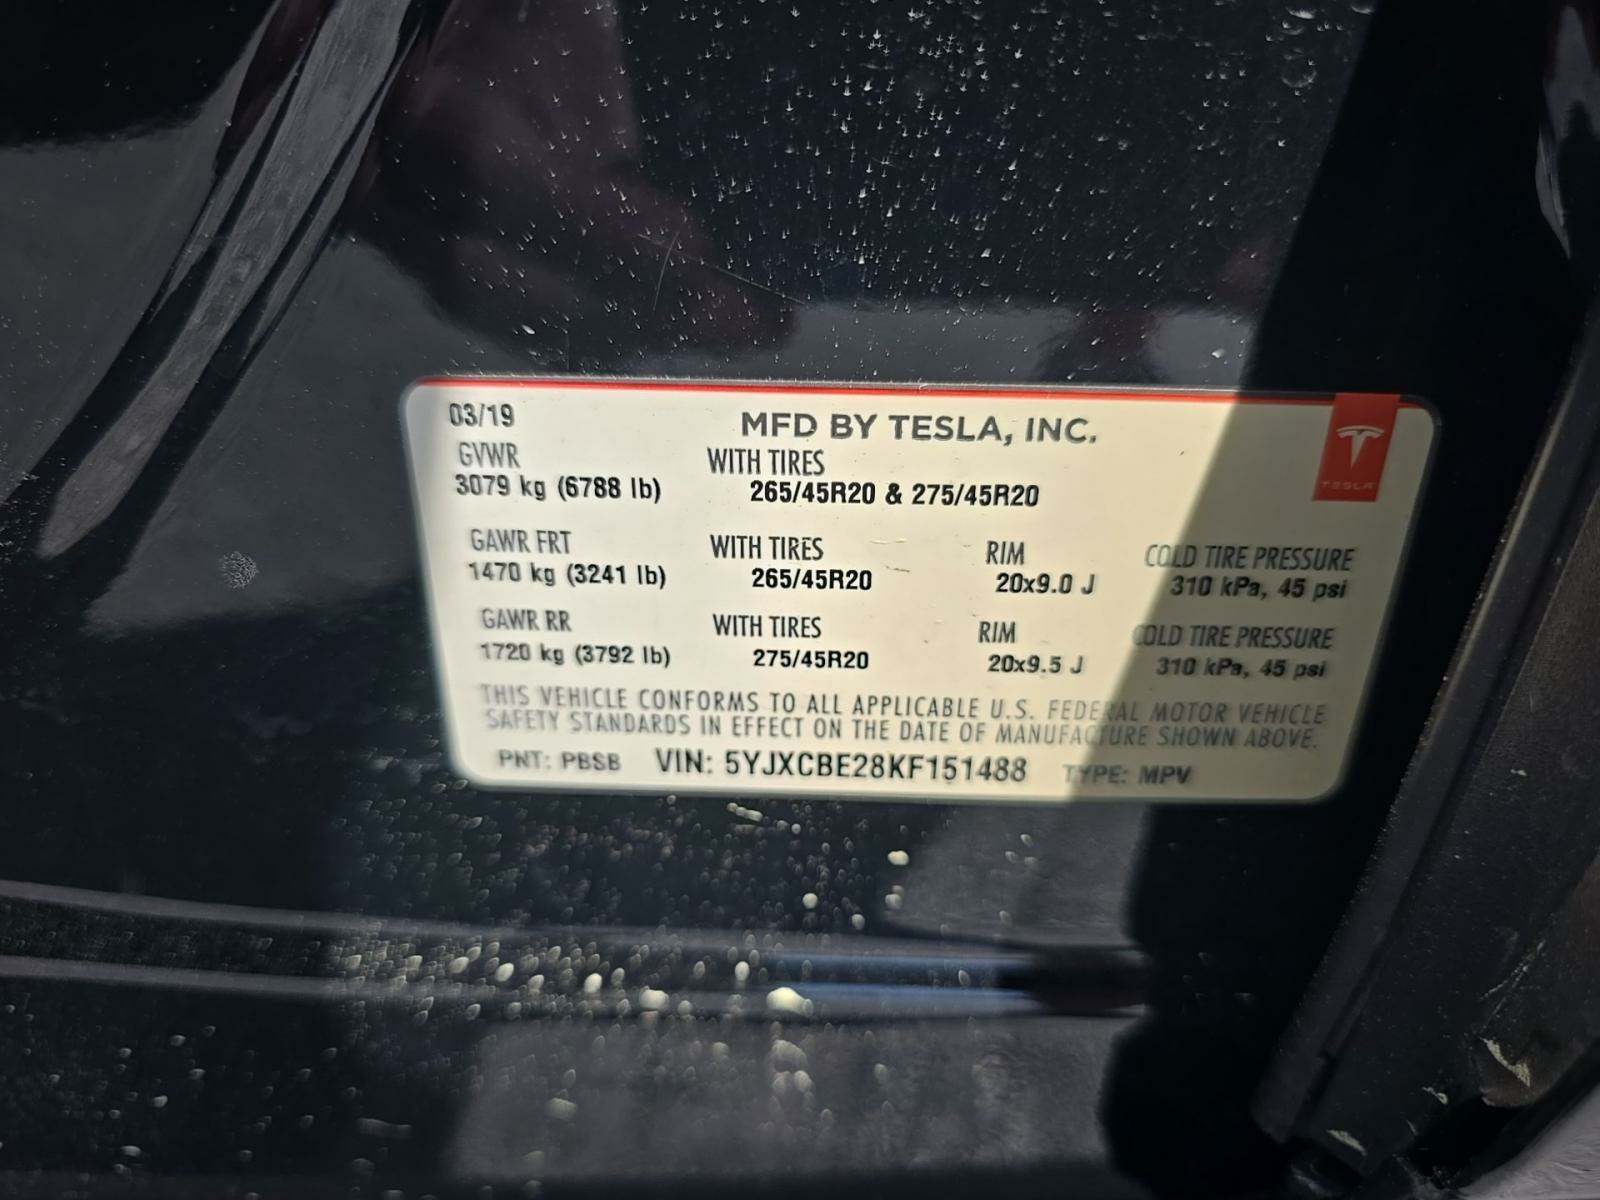 03/19 MFD BY TESLA, INC.
GVWR WITH TIRES
3079 kg (6788 lb) 265/45R20 & 275/45R20
TESLA
GAWR FRT WITH TIRES RIM COLD TIRE PRESSURE
1470 kg (3241 lb) 265/45R20 20x9.0 J 310 kPa, 45 psi
GAWR RR WITH TIRES RIM COLD TIRE PRESSURE
1720 kg (3792 lb) 275/45R20 20x9.5 J 310 kPa, 45 psi
THIS VEHICLE CONFORMS TO ALL APPLICABLE U.S. FEDERAL MOTOR VEHICLE
SAFETY STANDARDS IN EFFECT ON THE DATE OF MANUFACTURE SHOWN ABOVE.
PNT: PBSB VIN: 5YJXCBE28KF151488 TYPE: MPV